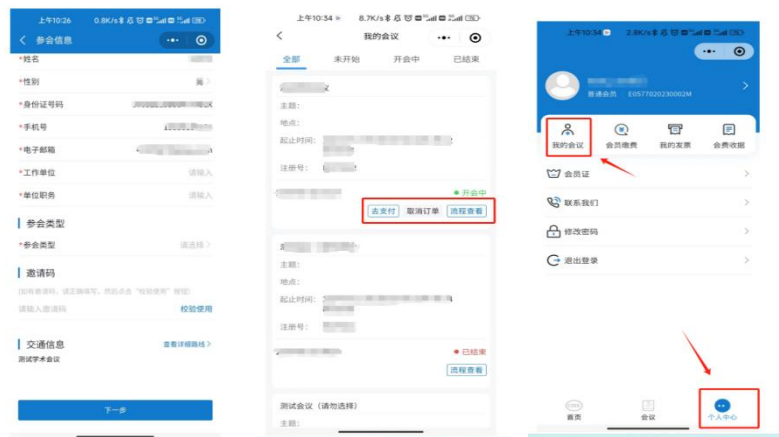 上午10:26
0.8K/s
参会信息
*姓名
*性别
男
*身份证号码
*手机号
*电子邮箱
*工作单位
请输入
*单位职务
请输入
参会类型
*参会类型
请选择
邀请码
请输入邀请码
校验使用
交通信息
查看详细路线
测试学术会议
下一步
上午10:34
8.7K/s
我的会议
全部
未开始
开会中
已结束
主题：
地点：
起止时间：
注册号：
开会中
去支付
取消订单
流程查看
主题：
地点：
起止时间：
注册号：
已结束
流程查看
测试会议（请勿选择）
主题：
上午10:34
2.8K/s
普通会员 E0577020230002M
我的会议
会员缴费
我的发票
会费收据
会员证
联系我们
修改密码
退出登录
首页
会议
个人中心